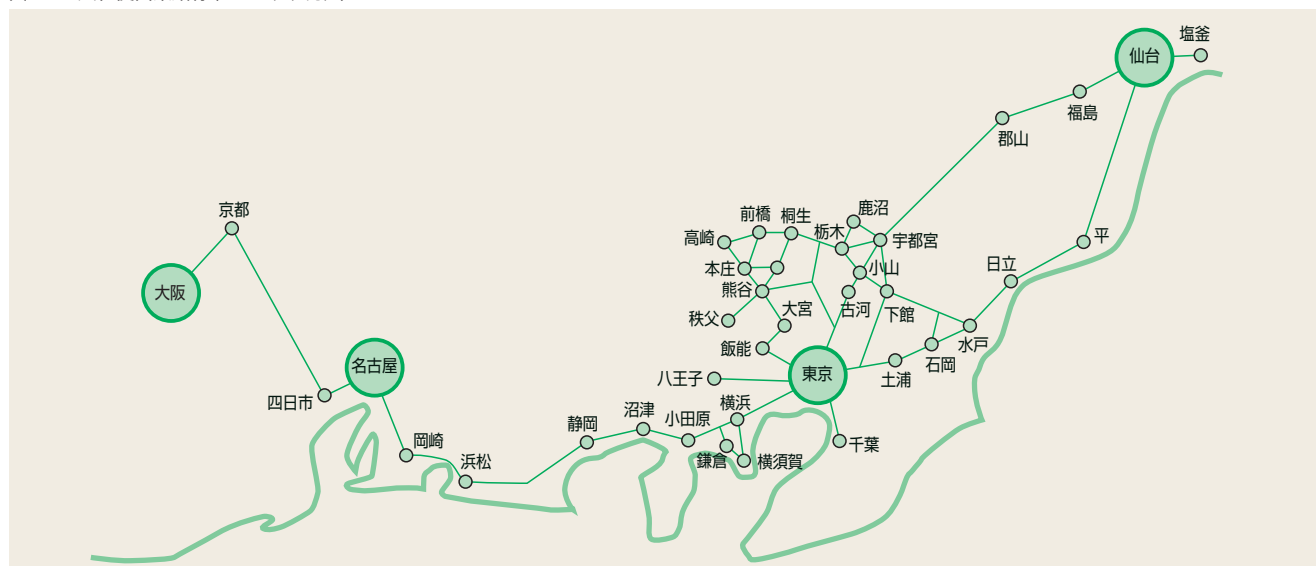 塩釜
仙台
福島
郡山
京都
鹿沼
前橋
桐生
栃木
高崎
宇都宮
平
本庄
小山
日立
熊谷
大阪
大宮
古河
下館
秩父
飯能
水戸
石岡
名古屋
東京
土浦
八王子
四日市
沼津
小田原
横浜
静岡
岡崎
千葉
浜松
鎌倉
横須賀